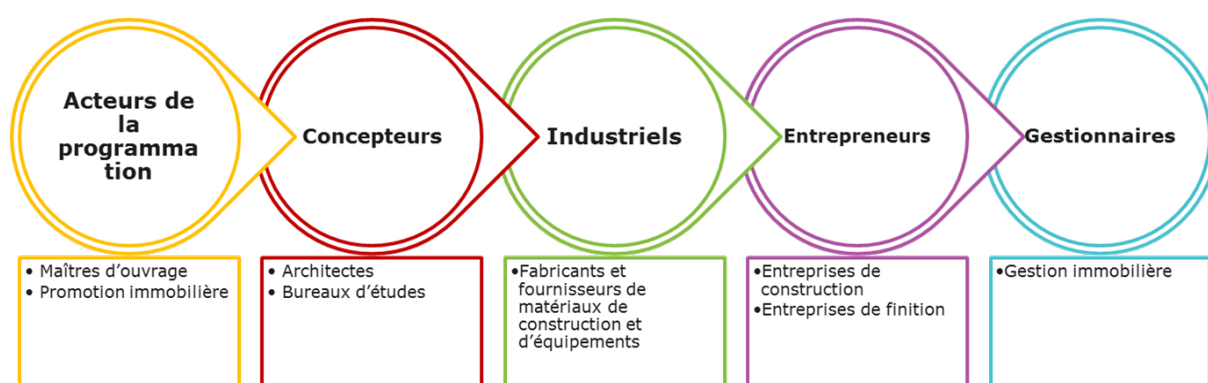 Acteurs de
la
programma
tion
Concepteurs
Industriels
Entrepreneurs
Gestionnaires
• Maîtres d’ouvrage
• Promotion immobilière
• Architectes
• Bureaux d’études
•Fabricants et
fournisseurs de
matériaux de
construction et
d’équipements
•Entreprises de
construction
•Entreprises de finition
•Gestion immobilière